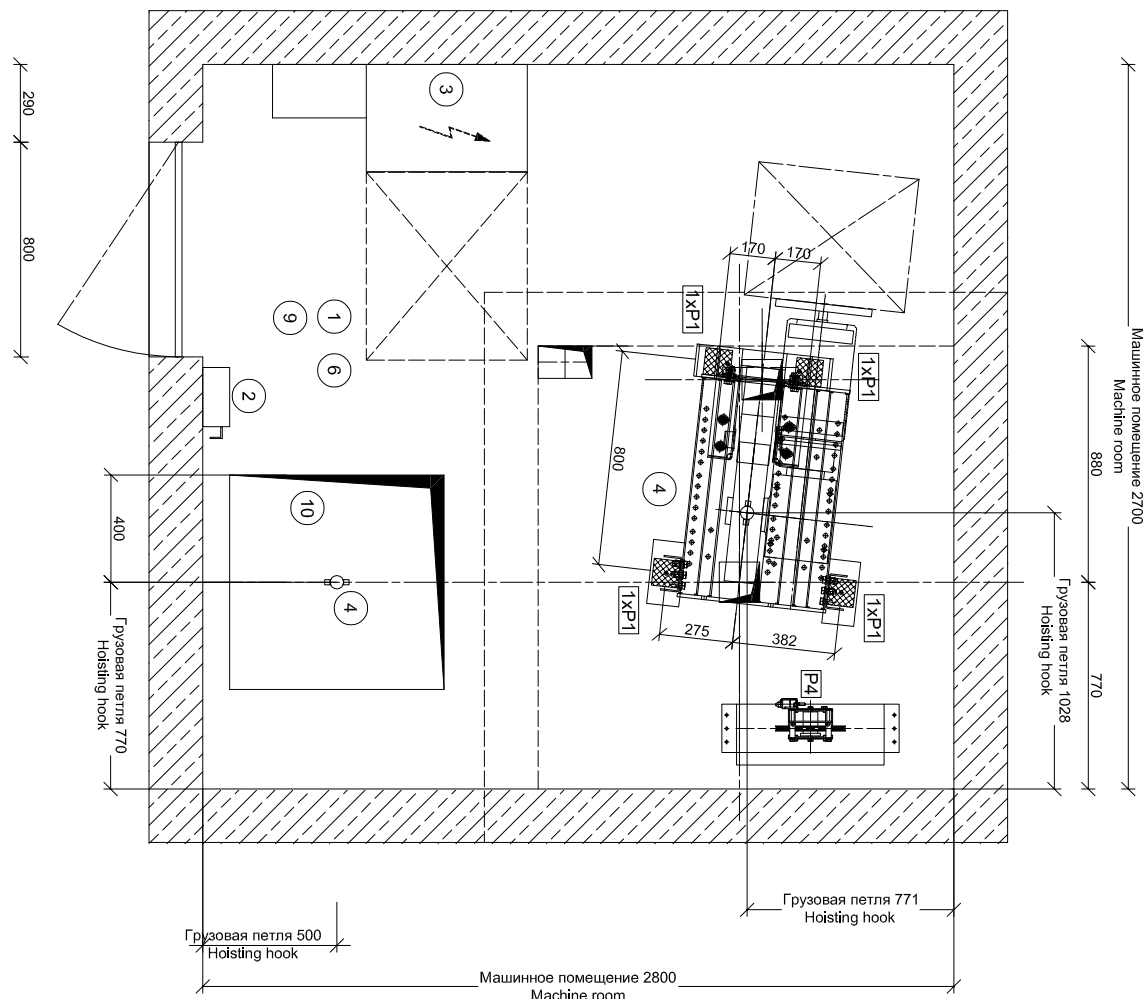 3
290
800
170 170
1xP1
1xP1
9
1
6
2
800
4
10
400
4
Грузовая петля 770
Hoisting hook
1xP1
1xP1
275
382
P4
880
770
Грузовая петля 1028
Hoisting hook
Машинное помещение 2700
Machine room
Грузовая петля 771
Hoisting hook
Грузовая петля 500
Hoisting hook
Машинное помещение 2800
Machine room